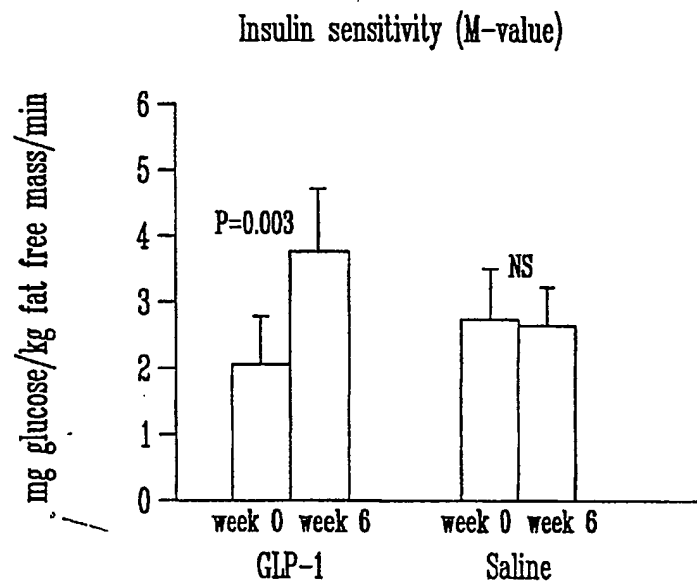 Insulin sensitivity (M-value)
mg glucose/kg fat free mass/min
6
5
4
3
2
1
0
P=0.003
NS
week 0 week 6 week 0 week 6
GLP-1 Saline